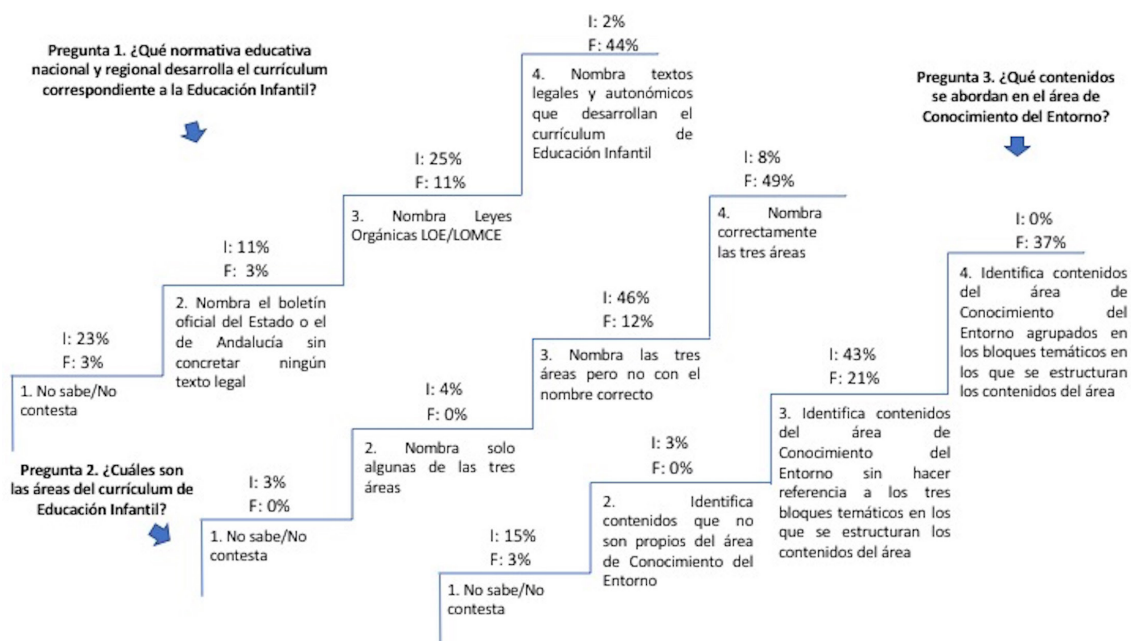 Pregunta 1. ¿Qué normativa educativa
nacional y regional desarrolla el currículum
correspondiente a la Educación Infantil?
I: 23%
F: 3%
1. No sabe/No
contesta
I: 11%
F: 3%
2. Nombra el boletín
oficial del Estado o el
de Andalucía sin
concretar ningún
texto legal
I: 25%
F: 11%
3. Nombra Leyes
Orgánicas LOE/LOMCE
I: 2%
F: 44%
4. Nombra textos
legales y autonómicos
que desarrollan el
currículum de
Educación Infantil
Pregunta 2. ¿Cuáles son
las áreas del currículum de
Educación Infantil?
I: 3%
F: 0%
1. No sabe/No
contesta
I: 4%
F: 0%
2. Nombra solo
algunas de las tres
áreas
I: 46%
F: 12%
3. Nombra las tres
áreas pero no con el
nombre correcto
I: 8%
F: 49%
4. Nombra
correctamente
las tres áreas
Pregunta 3. ¿Qué contenidos
se abordan en el área de
Conocimiento del Entorno?
I: 15%
F: 3%
1. No sabe/No
contesta
I: 3%
F: 0%
2. Identifica
contenidos que no
son propios del área
de Conocimiento del
Entorno
I: 43%
F: 21%
3. Identifica contenidos
del área de
Conocimiento del
Entorno sin hacer
referencia a los tres
bloques temáticos en los
que se estructuran los
contenidos del área
I: 0%
F: 37%
4. Identifica contenidos
del área de
Conocimiento del
Entorno agrupados en
los bloques temáticos en
los que se estructuran
los contenidos del área